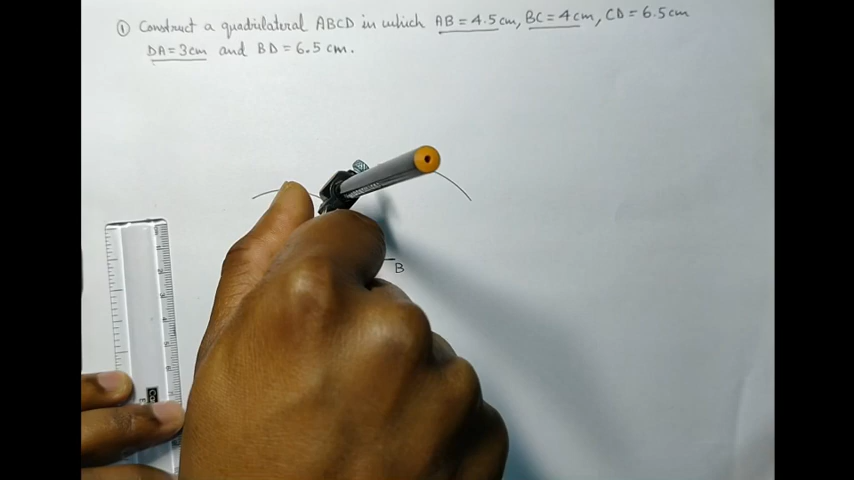 ① Construct a quadrilateral ABCD in which AB = 4.5 cm, BC = 4 cm, CD = 6.5 cm
DA = 3 cm and BD = 6.5 cm.
B